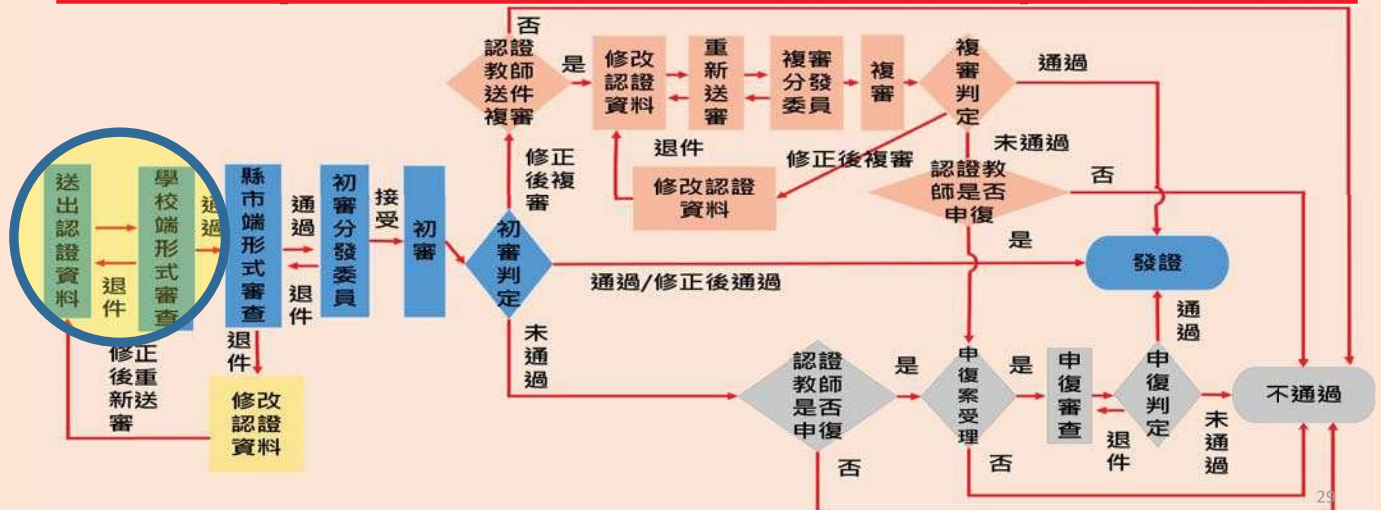 否
認證
教師
送件
複審
是
修改
認證
資料
重新送審
複審
分發
委員
複審
複審判定
通過
未通過
修正後複審
退件
修改認證
資料
修正
後複
審
認證教
師是否
申復
否
是
送出認證資料
退件
學校端形式審查
通過
縣市端形式審查
通過
退件
初審分發委員
接受
初審
初審判定
通過/修正後通過
發證
未通過
退件
修正
後重
新送
審
修改
認證
資料
認證
教師
是否
申復
是
否
申復案受理
是
否
申復審查
退件
申復判定
通過
未通過
不通過
29